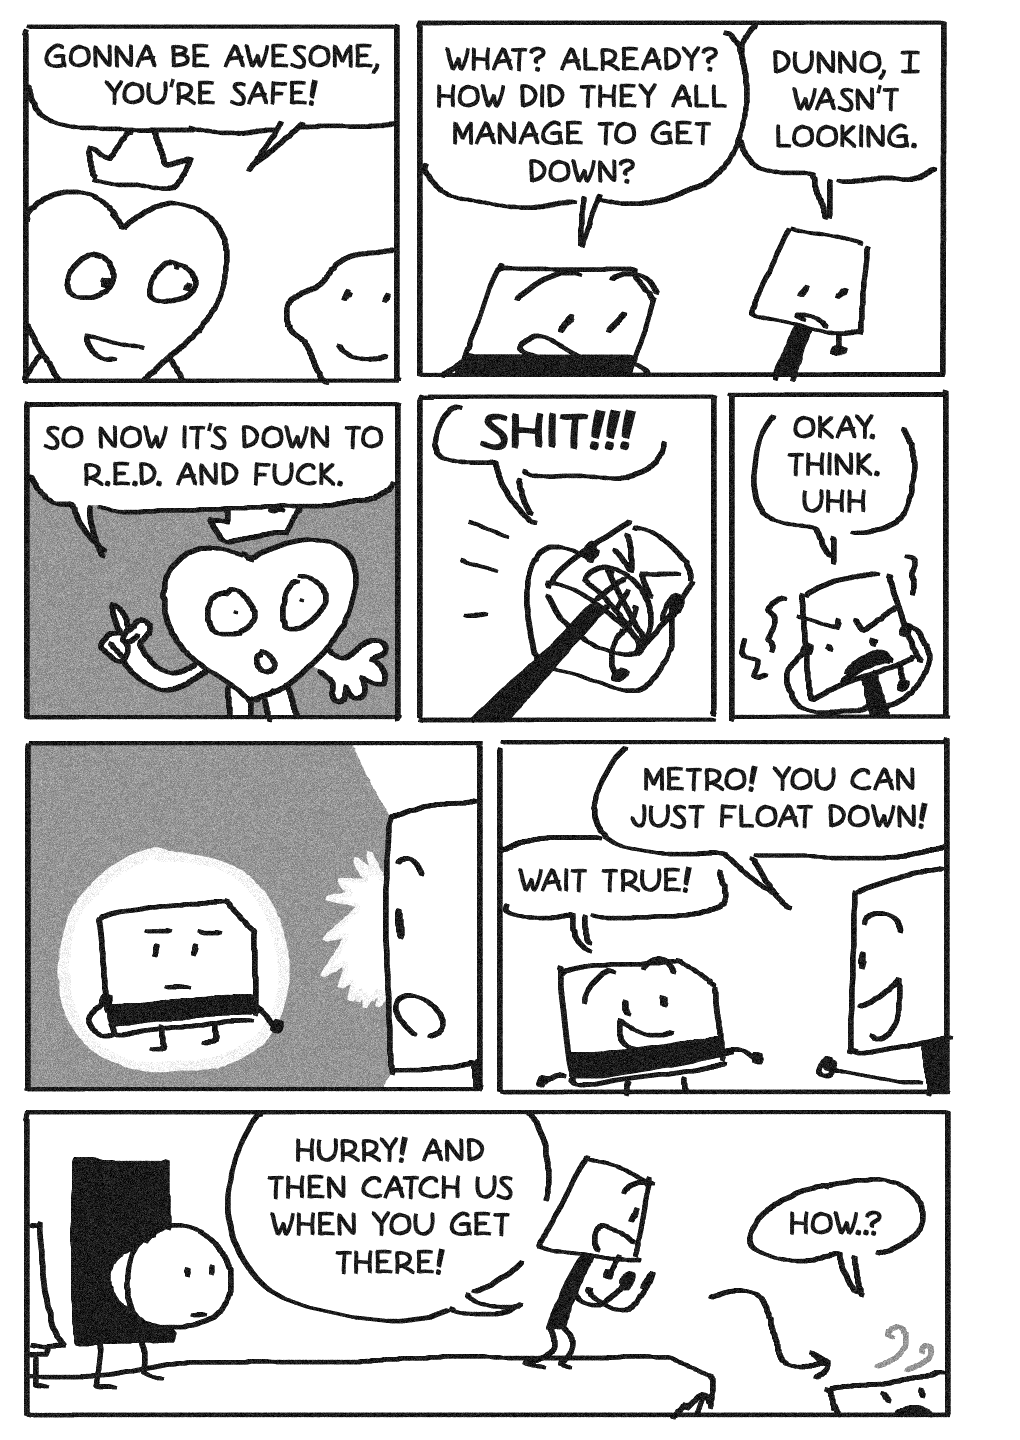 GONNA BE AWESOME,
YOU'RE SAFE!
WHAT? ALREADY?
HOW DID THEY ALL
MANAGE TO GET
DOWN?
DUNNO, I
WASN'T
LOOKING.
SO NOW IT'S DOWN TO
R.E.D. AND FUCK.
SHIT!!!
OKAY.
THINK.
UHH
METRO! YOU CAN
JUST FLOAT DOWN!
WAIT TRUE!
HURRY! AND
THEN CATCH US
WHEN YOU GET
THERE!
HOW..?